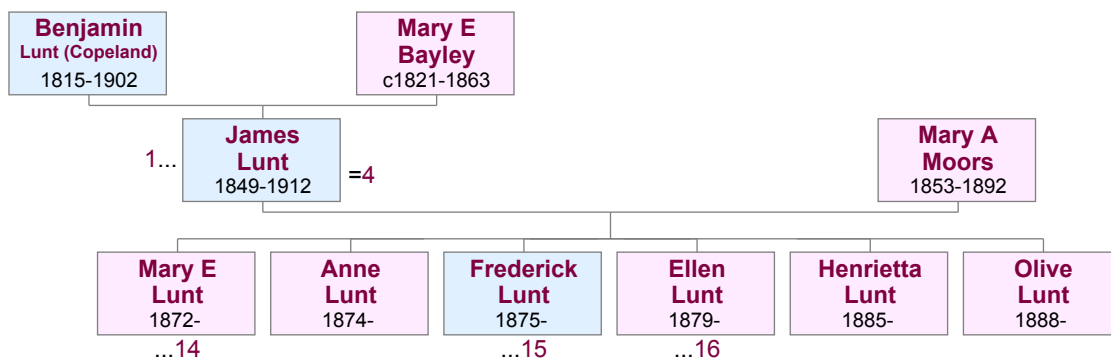 Benjamin
Lunt (Copeland)
1815-1902
Mary E
Bayley
c1821-1863
1...
James
Lunt
1849-1912
=4
Mary A
Moors
1853-1892
Mary E
Lunt
1872-
...14
Anne
Lunt
1874-
Frederick
Lunt
1875-
...15
Ellen
Lunt
1879-
...16
Henrietta
Lunt
1885-
Olive
Lunt
1888-